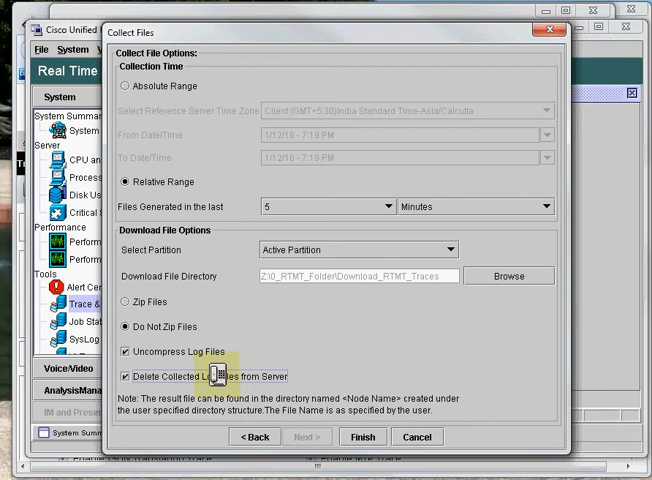 Cisco Unified
File System
Real Time
System
System Summar
System
Server
CPU an
Process
Disk Us
Critical S
Performance
Perform
Perform
Tools
Alert Cer
Trace &
Job Stat
SysLog
Voice/Video
AnalysisMana
IM and Presen
System Summ
Collect Files
Collect File Options:
Collection Time
Absolute Range
Select Reference Server Time Zone Client:(GMT+5:30)India Standard Time-Asia/Calcutta
From Date/Time 1/12/16 - 7:19 PM
To Date/Time 1/12/16 - 7:19 PM
Relative Range
Files Generated in the last 5 Minutes
Download File Options
Select Partition Active Partition
Download File Directory Z:\0_RTMT_Folder\Download_RTMT_Traces Browse
Zip Files
Do Not Zip Files
Uncompress Log Files
Delete Collected Log Files from Server
Note: The result file can be found in the directory named <Node Name> created under
the user specified directory structure.The File Name is as specified by the user.
< Back Next > Finish Cancel